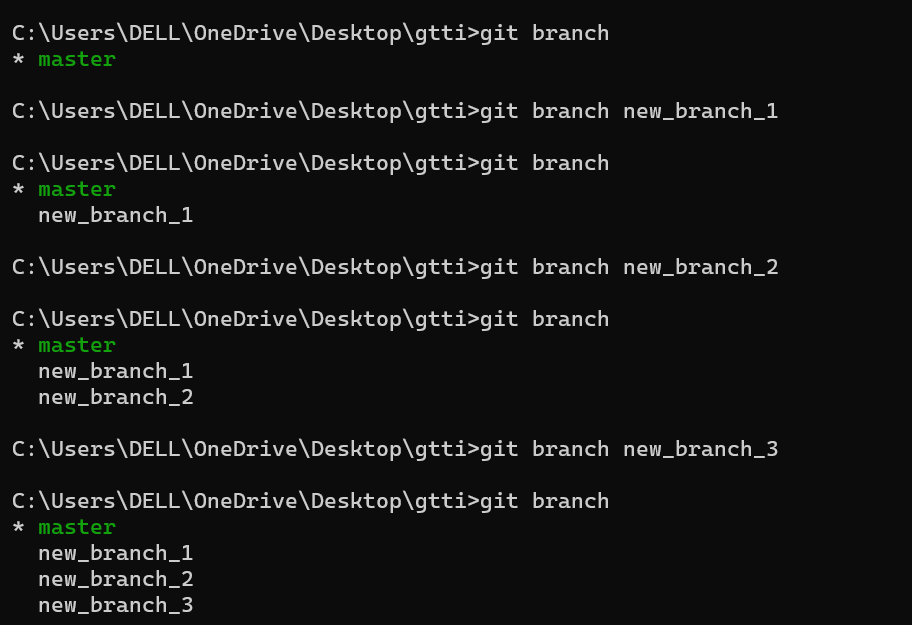 C:\Users\DELL\OneDrive\Desktop\gtti>git branch
* master
C:\Users\DELL\OneDrive\Desktop\gtti>git branch new_branch_1
C:\Users\DELL\OneDrive\Desktop\gtti>git branch
* master
  new_branch_1
C:\Users\DELL\OneDrive\Desktop\gtti>git branch new_branch_2
C:\Users\DELL\OneDrive\Desktop\gtti>git branch
* master
  new_branch_1
  new_branch_2
C:\Users\DELL\OneDrive\Desktop\gtti>git branch new_branch_3
C:\Users\DELL\OneDrive\Desktop\gtti>git branch
* master
  new_branch_1
  new_branch_2
  new_branch_3